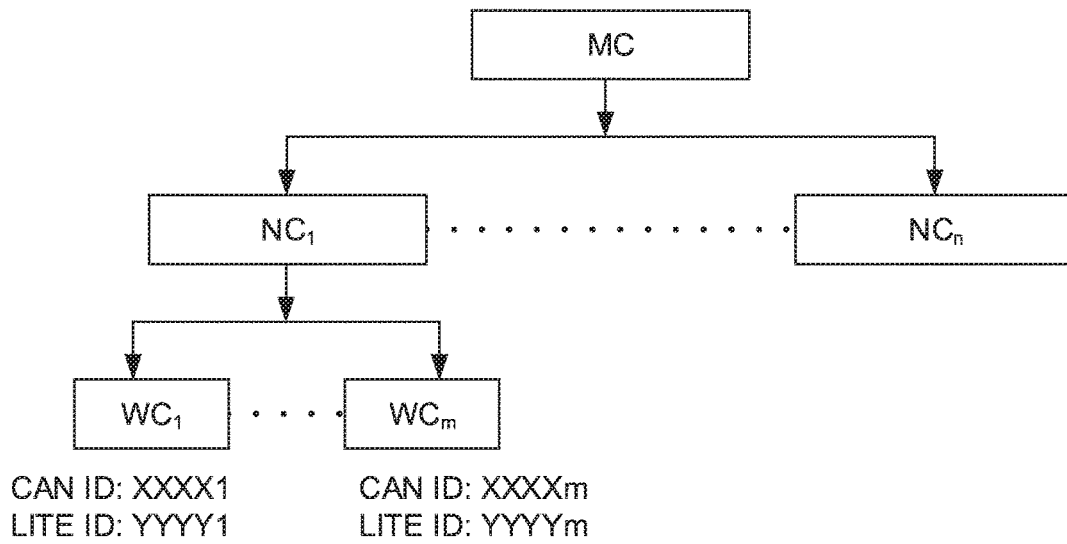 MC
NC₁
NCₙ
WC₁
WCₘ
CAN ID: XXXX1
LITE ID: YYYY1
CAN ID: XXXXm
LITE ID: YYYYm